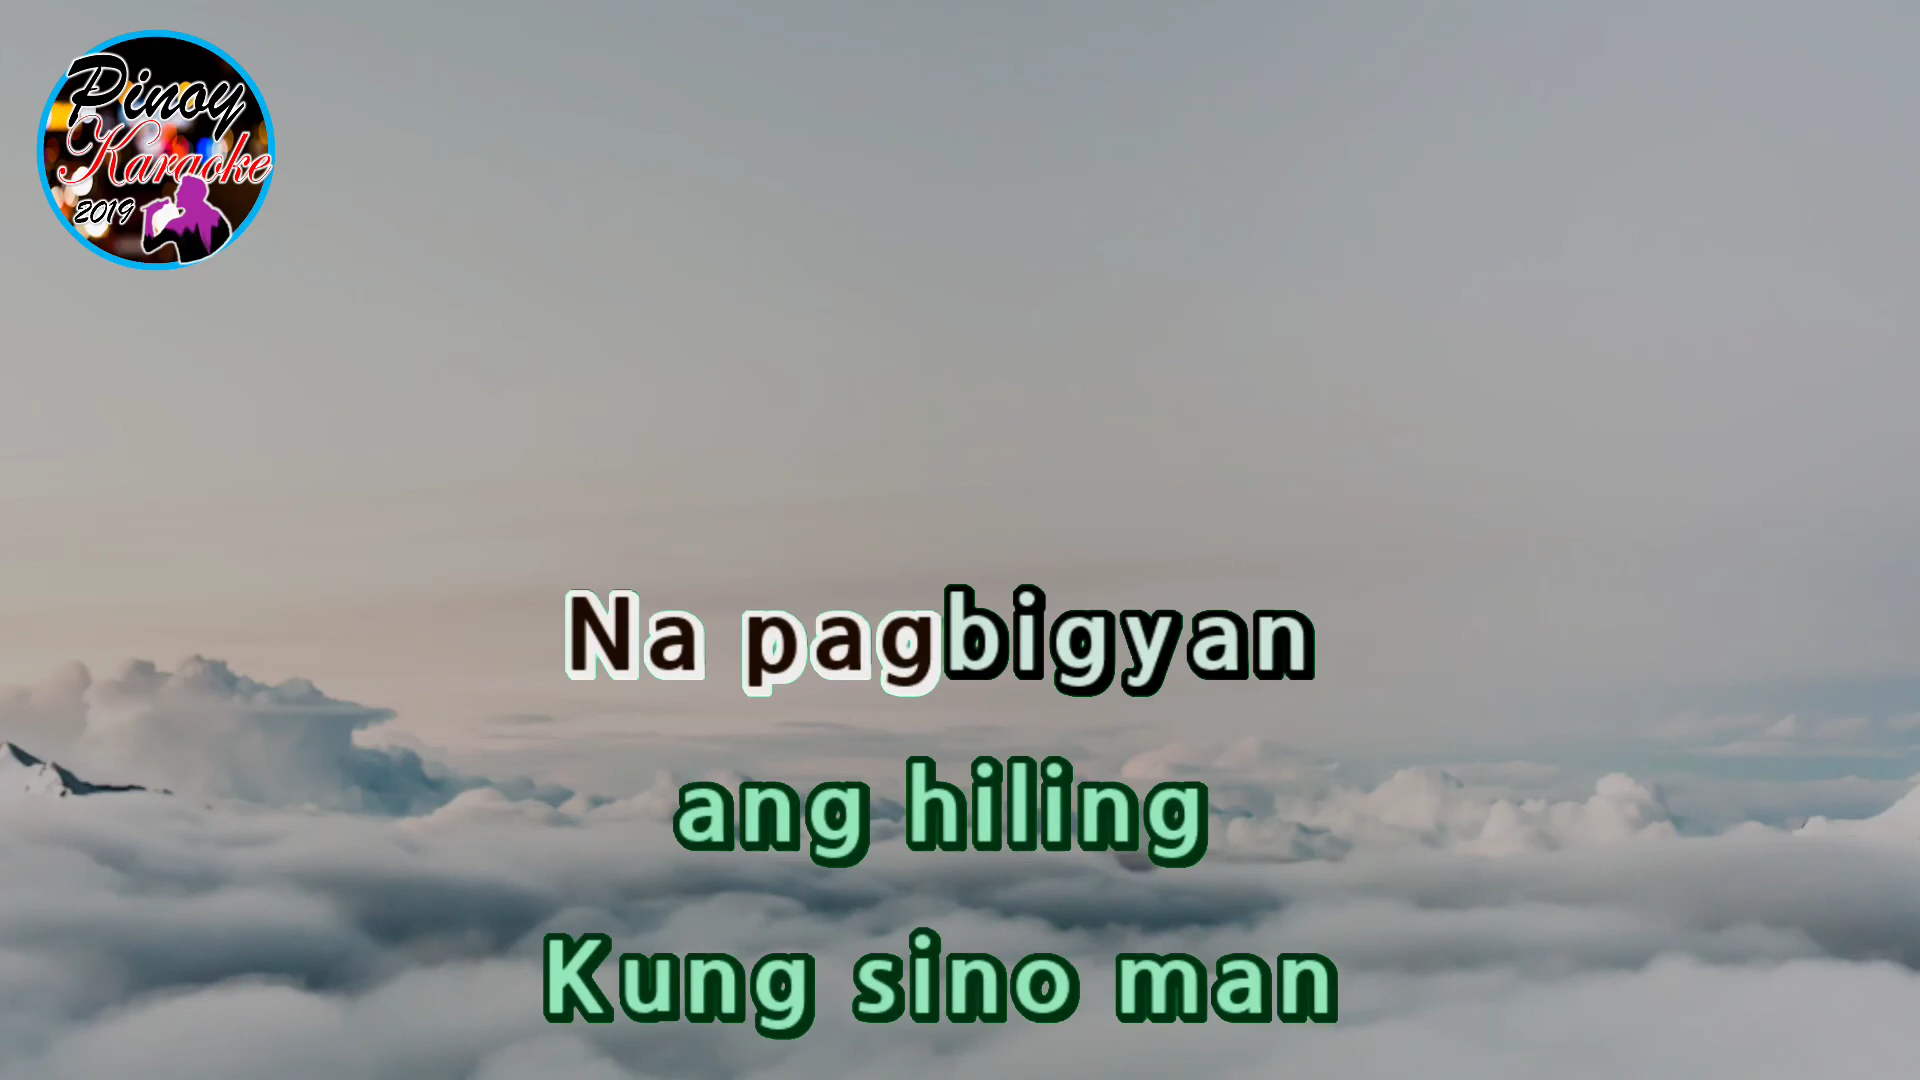 Pinoy
Karaoke
2019
Na pagbigyan
ang hiling
Kung sino man